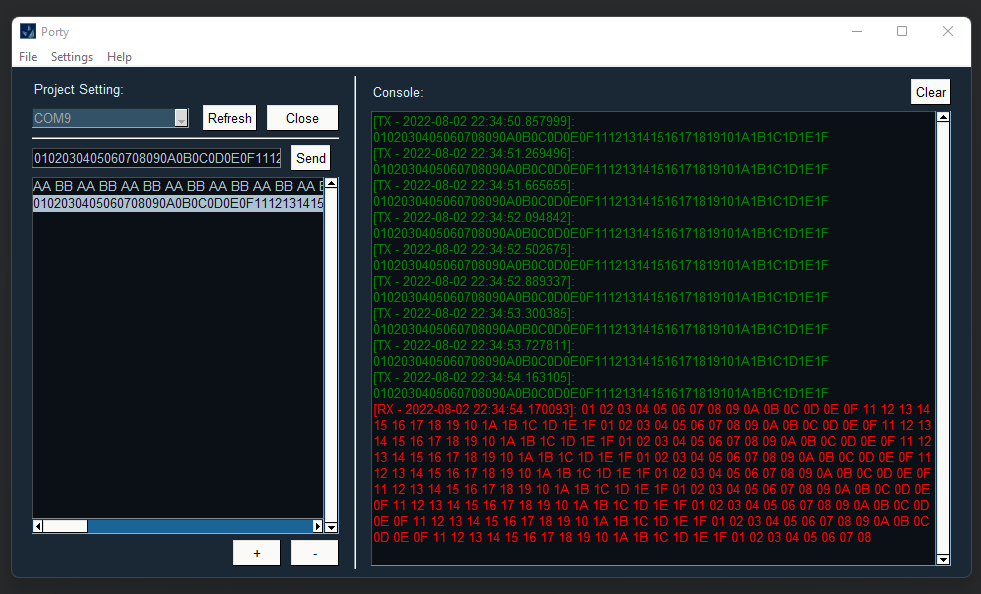 Porty
File Settings Help
Project Setting:
COM9 Refresh Close
0102030405060708090A0B0C0D0E0F1112 Send
AA BB AA BB AA BB AA BB AA BB AA BB AA
010203040506070809​0A0B0C0D0E0F1112131415
+ -
Console: Clear
[TX - 2022-08-02 22:34:50.857999]:
0102030405060708090A0B0C0D0E0F111213141516171819101A1B1C1D1E1F
[TX - 2022-08-02 22:34:51.269496]:
0102030405060708090A0B0C0D0E0F111213141516171819101A1B1C1D1E1F
[TX - 2022-08-02 22:34:51.665655]:
0102030405060708090A0B0C0D0E0F111213141516171819101A1B1C1D1E1F
[TX - 2022-08-02 22:34:52.094842]:
0102030405060708090A0B0C0D0E0F111213141516171819101A1B1C1D1E1F
[TX - 2022-08-02 22:34:52.502675]:
0102030405060708090A0B0C0D0E0F111213141516171819101A1B1C1D1E1F
[TX - 2022-08-02 22:34:52.889337]:
0102030405060708090A0B0C0D0E0F111213141516171819101A1B1C1D1E1F
[TX - 2022-08-02 22:34:53.300385]:
0102030405060708090A0B0C0D0E0F111213141516171819101A1B1C1D1E1F
[TX - 2022-08-02 22:34:53.727811]:
0102030405060708090A0B0C0D0E0F111213141516171819101A1B1C1D1E1F
[TX - 2022-08-02 22:34:54.163105]:
0102030405060708090A0B0C0D0E0F111213141516171819101A1B1C1D1E1F
[RX - 2022-08-02 22:34:54.170093]: 01 02 03 04 05 06 07 08 09 0A 0B 0C 0D 0E 0F 11 12 13 14
15 16 17 18 19 10 1A 1B 1C 1D 1E 1F 01 02 03 04 05 06 07 08 09 0A 0B 0C 0D 0E 0F 11 12 13
14 15 16 17 18 19 10 1A 1B 1C 1D 1E 1F 01 02 03 04 05 06 07 08 09 0A 0B 0C 0D 0E 0F 11 12
13 14 15 16 17 18 19 10 1A 1B 1C 1D 1E 1F 01 02 03 04 05 06 07 08 09 0A 0B 0C 0D 0E 0F 11
12 13 14 15 16 17 18 19 10 1A 1B 1C 1D 1E 1F 01 02 03 04 05 06 07 08 09 0A 0B 0C 0D 0E 0F
11 12 13 14 15 16 17 18 19 10 1A 1B 1C 1D 1E 1F 01 02 03 04 05 06 07 08 09 0A 0B 0C 0D 0E
0F 11 12 13 14 15 16 17 18 19 10 1A 1B 1C 1D 1E 1F 01 02 03 04 05 06 07 08 09 0A 0B 0C 0D
0E 0F 11 12 13 14 15 16 17 18 19 10 1A 1B 1C 1D 1E 1F 01 02 03 04 05 06 07 08 09 0A 0B 0C
0D 0E 0F 11 12 13 14 15 16 17 18 19 10 1A 1B 1C 1D 1E 1F 01 02 03 04 05 06 07 08